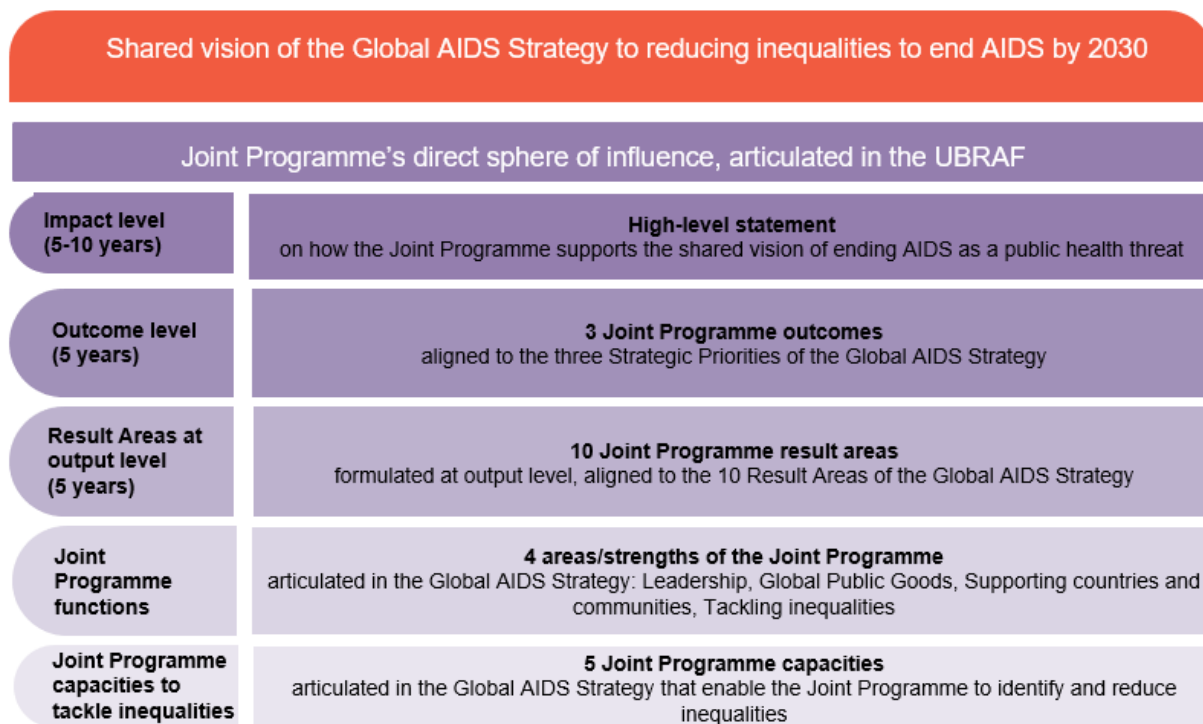 Shared vision of the Global AIDS Strategy to reducing inequalities to end AIDS by 2030
Joint Programme's direct sphere of influence, articulated in the UBRAF
Impact level
(5-10 years)
High-level statement
on how the Joint Programme supports the shared vision of ending AIDS as a public health threat
Outcome level
(5 years)
3 Joint Programme outcomes
aligned to the three Strategic Priorities of the Global AIDS Strategy
Result Areas at
output level
(5 years)
10 Joint Programme result areas
formulated at output level, aligned to the 10 Result Areas of the Global AIDS Strategy
Joint
Programme
functions
4 areas/strengths of the Joint Programme
articulated in the Global AIDS Strategy: Leadership, Global Public Goods, Supporting countries and
communities, Tackling inequalities
Joint Programme
capacities to
tackle inequalities
5 Joint Programme capacities
articulated in the Global AIDS Strategy that enable the Joint Programme to identify and reduce
inequalities